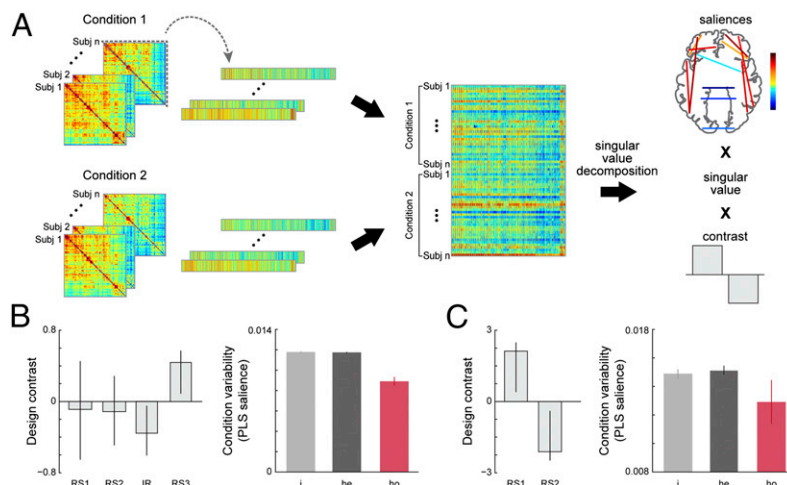 A
Condition 1
Subj n
Subj 2
Subj 1
Condition 2
Subj n
Subj 2
Subj 1
Condition 1
Subj 1
Subj n
Condition 2
Subj 1
Subj n
singular
value
decomposition
saliences
X
singular
value
X
contrast
B
Design contrast
0.8
0
−0.8
RS1 RS2 IR RS3
Condition variability
(PLS salience)
0.014
0
i he ho
C
Design contrast
3
0
−3
RS1 RS2
Condition variability
(PLS salience)
0.018
0.008
i he ho